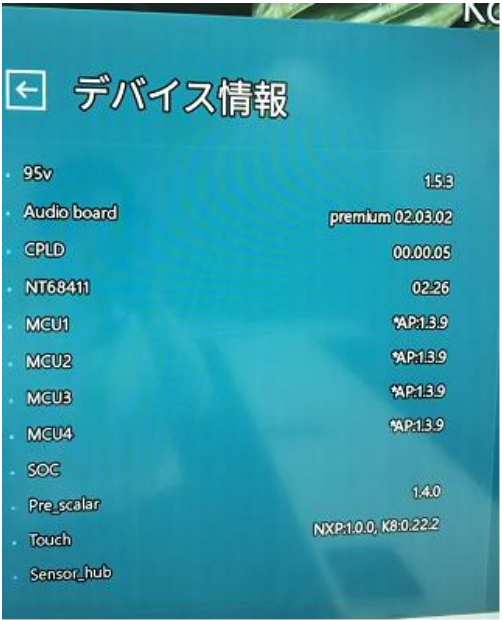 デバイス情報
95v 1.5.3
Audio board premium 02.03.02
CPLD 00.00.05
NT68411 02.26
MCU1 *AP:1.3.9
MCU2 *AP:1.3.9
MCU3 *AP:1.3.9
MCU4 *AP:1.3.9
SOC
Pre_scalar 1.4.0
Touch NXP:1.0.0, K8:0.22.2
Sensor_hub